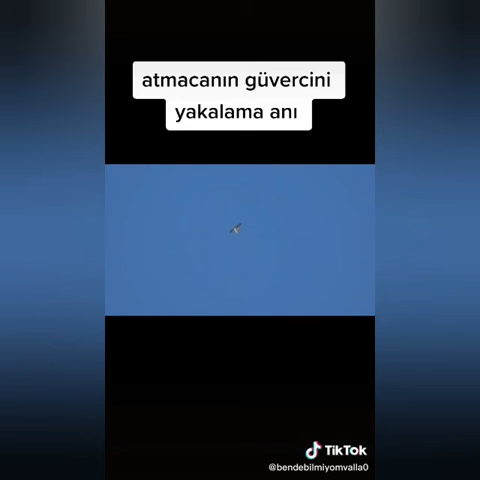 atmacanın güvercini
yakalama anı
TikTok
@bendebilmiyomvalla0